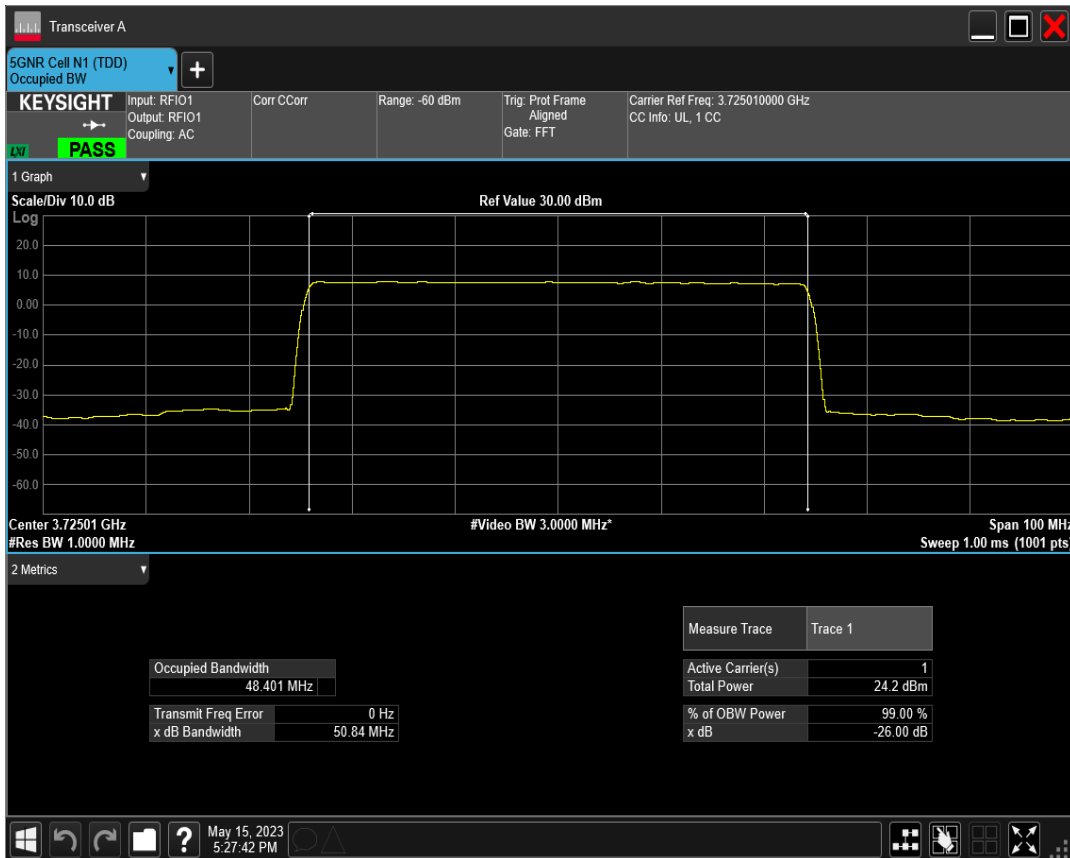 Transceiver A
5GNR Cell N1 (TDD)
Occupied BW
+
KEYSIGHT
LXI
PASS
Input: RFIO1
Output: RFIO1
Coupling: AC
Corr CCorr
Range: -60 dBm
Trig: Prot Frame
Aligned
Gate: FFT
Carrier Ref Freq: 3.725010000 GHz
CC Info: UL, 1 CC
1 Graph
Scale/Div 10.0 dB
Ref Value 30.00 dBm
Log
20.0
10.0
0.00
-10.0
-20.0
-30.0
-40.0
-50.0
-60.0
Center 3.72501 GHz
#Video BW 3.0000 MHz*
Span 100 MHz
#Res BW 1.0000 MHz
Sweep 1.00 ms (1001 pts)
2 Metrics
Measure Trace Trace 1
Occupied Bandwidth
48.401 MHz
Active Carrier(s) 1
Total Power 24.2 dBm
Transmit Freq Error 0 Hz
x dB Bandwidth 50.84 MHz
% of OBW Power 99.00 %
x dB -26.00 dB
?
May 15, 2023
5:27:42 PM